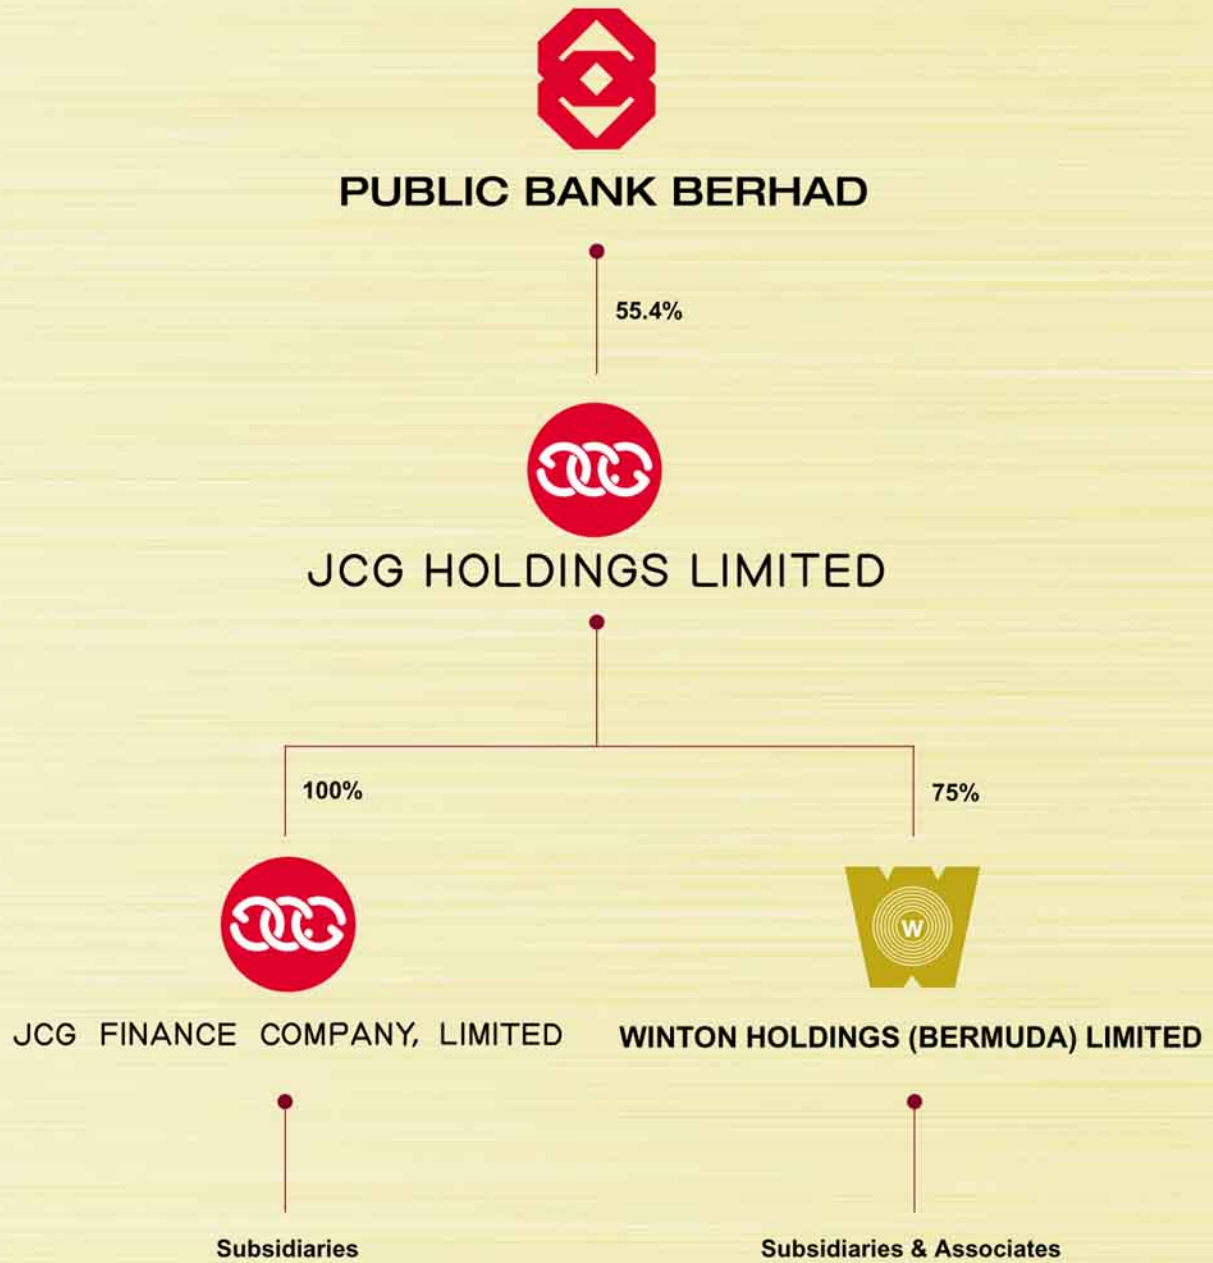 PUBLIC BANK BERHAD
55.4%
JCG HOLDINGS LIMITED
100%
75%
W
JCG FINANCE COMPANY, LIMITED
WINTON HOLDINGS (BERMUDA) LIMITED
Subsidiaries
Subsidiaries & Associates